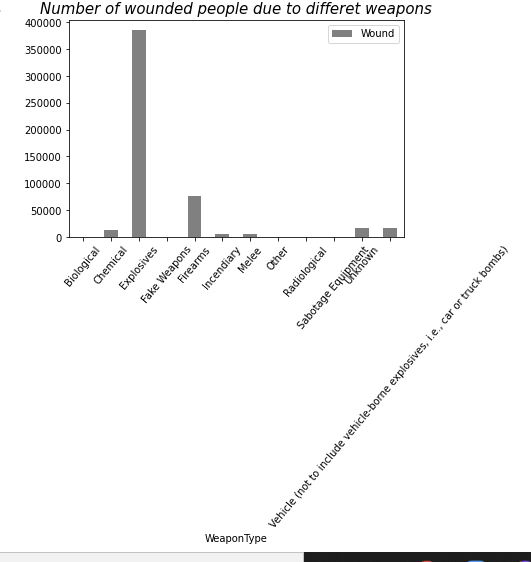 Number of wounded people due to differet weapons
400000
350000
300000
250000
200000
150000
100000
50000
0
Wound
Biological
Chemical
Explosives
Fake Weapons
Firearms
Incendiary
Melee
Other
Radiological
Sabotage Equipment
Unknown
Vehicle (not to include vehicle-borne explosives, i.e., car or truck bombs)
WeaponType